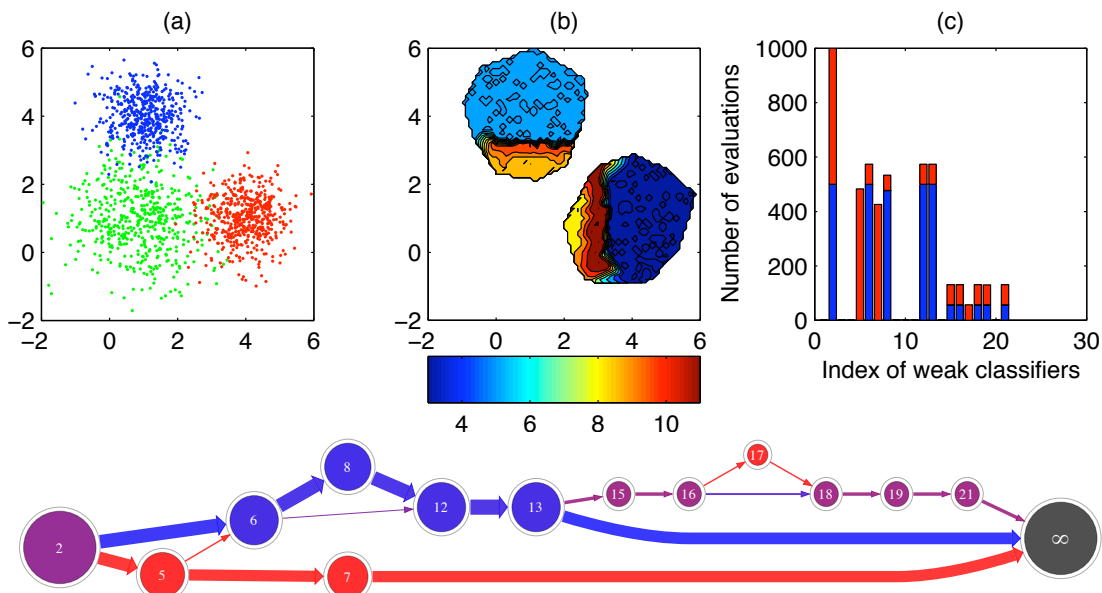 (a) (b) (c)
6 6 1000
4 4 800
2 2 600
0 0 400
200
−2 −2 0
−2 0 2 4 6 −2 0 2 4 6 0 10 20 30
Number of evaluations
Index of weak classifiers
4 6 8 10
17
8
15 16 18 19 21
6 12 13
2 ∞
5 7